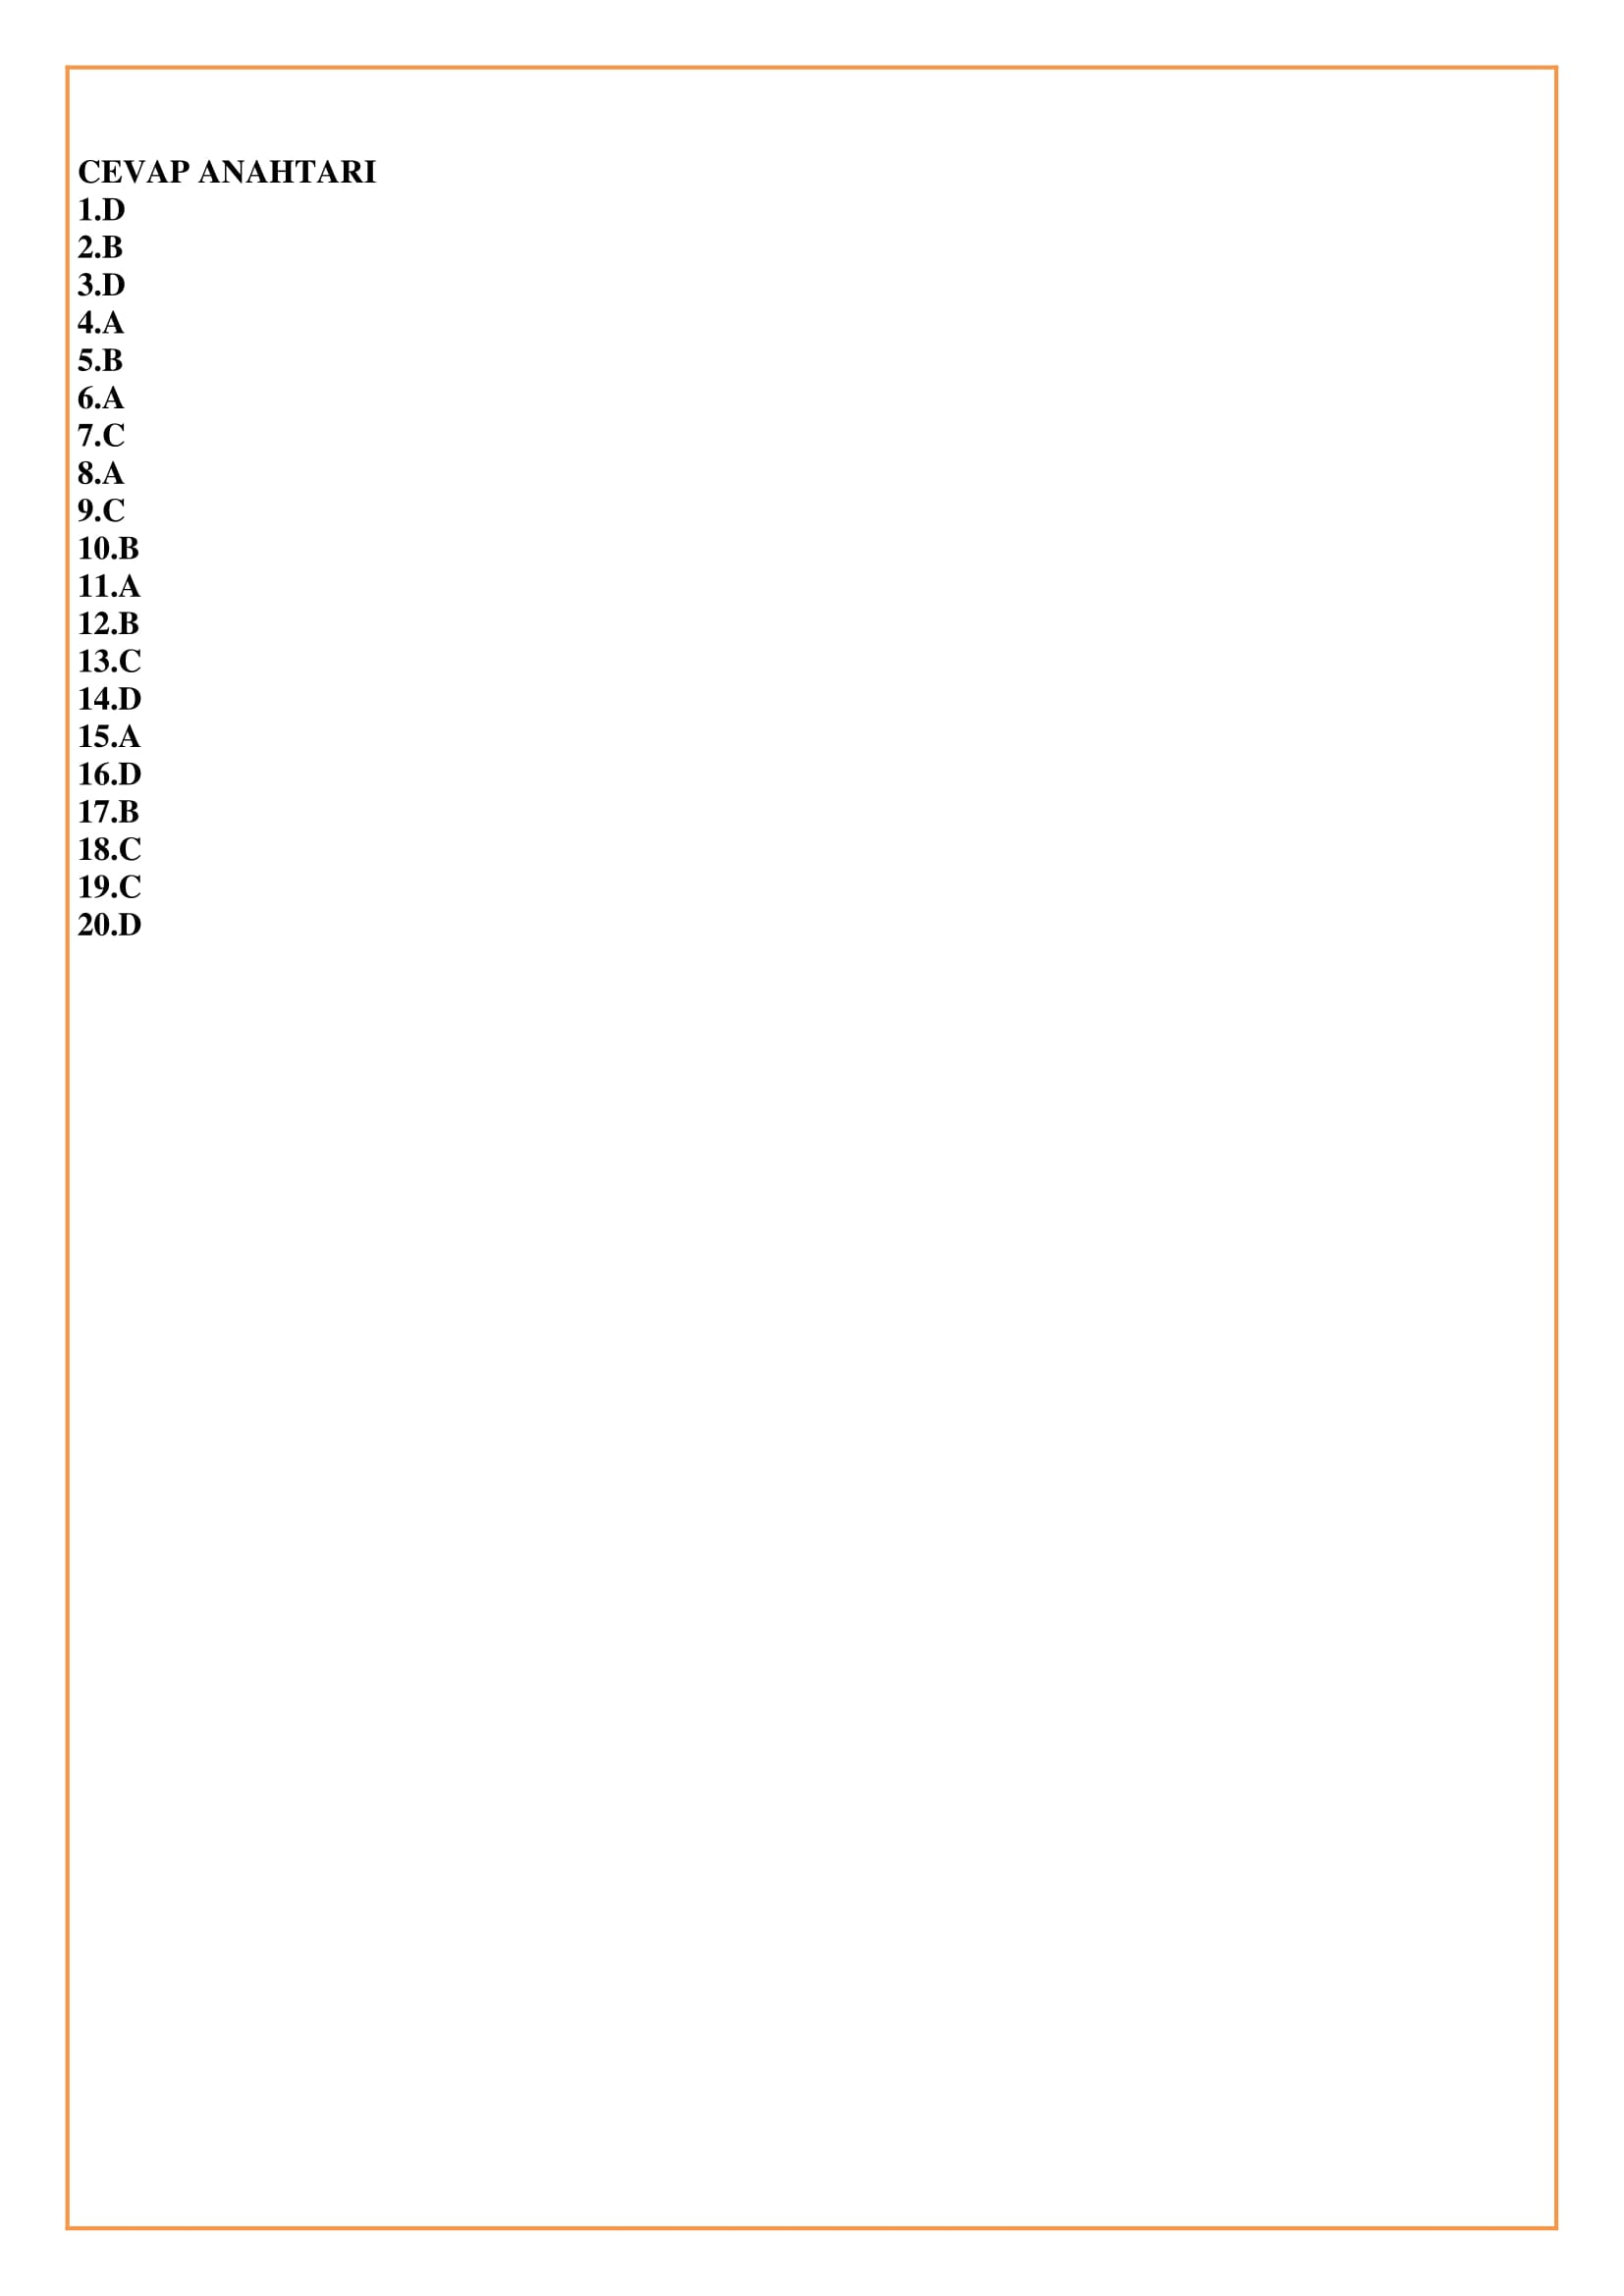 CEVAP ANAHTARI
1.D
2.B
3.D
4.A
5.B
6.A
7.C
8.A
9.C
10.B
11.A
12.B
13.C
14.D
15.A
16.D
17.B
18.C
19.C
20.D